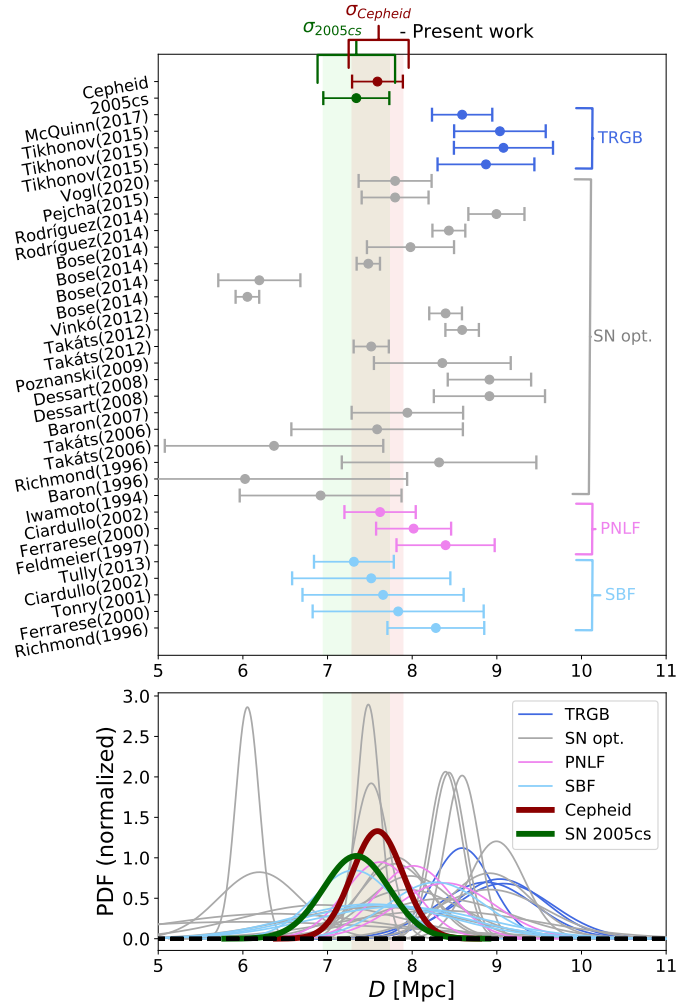 σCepheid
σ2005cs
- Present work
Cepheid
2005cs
McQuinn(2017)
Tikhonov(2015)
Tikhonov(2015)
Tikhonov(2015)
Vogl(2020)
Pejcha(2015)
Rodríguez(2014)
Rodríguez(2014)
Bose(2014)
Bose(2014)
Bose(2014)
Bose(2014)
Vinkó(2012)
Takáts(2012)
Takáts(2012)
Poznanski(2009)
Dessart(2008)
Dessart(2008)
Baron(2007)
Takáts(2006)
Takáts(2006)
Richmond(1996)
Baron(1996)
Iwamoto(1994)
Ciardullo(2002)
Ferrarese(2000)
Feldmeier(1997)
Tully(2013)
Ciardullo(2002)
Tonry(2001)
Ferrarese(2000)
Richmond(1996)
TRGB
SN opt.
PNLF
SBF
5 6 7 8 9 10 11
PDF (normalized)
3.0
2.5
2.0
1.5
1.0
0.5
0.0
TRGB
SN opt.
PNLF
SBF
Cepheid
SN 2005cs
5 6 7 8 9 10 11
D [Mpc]